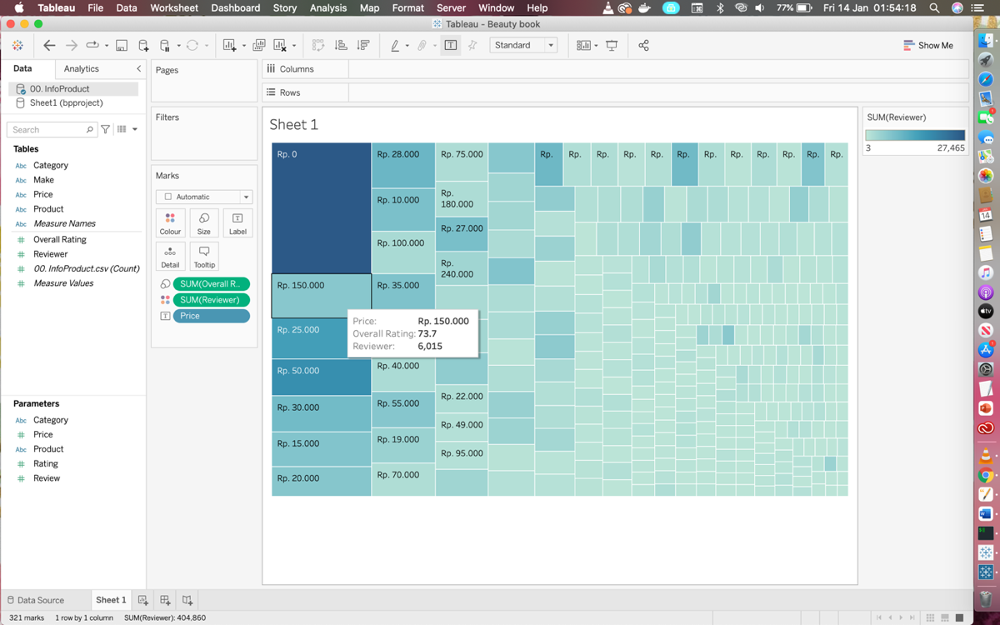 Tableau File Data Worksheet Dashboard Story Analysis Map Format Server Window Help 77% Fri 14 Jan 01:54:18
Tableau - Beauty book
Standard
Show Me
Data Analytics
00. InfoProduct
Sheet1 (bpproject)
Search
Tables
Abc Category
Abc Make
Abc Price
Abc Product
Abc Measure Names
# Overall Rating
# Reviewer
# 00. InfoProduct.csv (Count)
# Measure Values
Parameters
Abc Category
# Price
Abc Product
# Rating
# Review
Pages
Filters
Marks
Automatic
Colour Size Label
Detail Tooltip
SUM(Overall R..
SUM(Reviewer)
Price
Columns
Rows
Sheet 1
Rp. 0
Rp. 150.000
Rp. 25.000
Rp. 50.000
Rp. 30.000
Rp. 15.000
Rp. 20.000
Rp. 28.000
Rp. 10.000
Rp. 100.000
Rp. 35.000
Rp. 40.000
Rp. 55.000
Rp. 19.000
Rp. 70.000
Rp. 75.000
Rp.
180.000
Rp. 27.000
Rp.
240.000
Rp. 22.000
Rp. 49.000
Rp. 95.000
Rp. Rp. Rp. Rp. Rp. Rp. Rp. Rp. Rp. Rp. Rp. Rp.
Price: Rp. 150.000
Overall Rating: 73.7
Reviewer: 6,015
SUM(Reviewer)
3 27,465
14
tv
Data Source Sheet 1
321 marks 1 row by 1 column SUM(Reviewer): 404,860